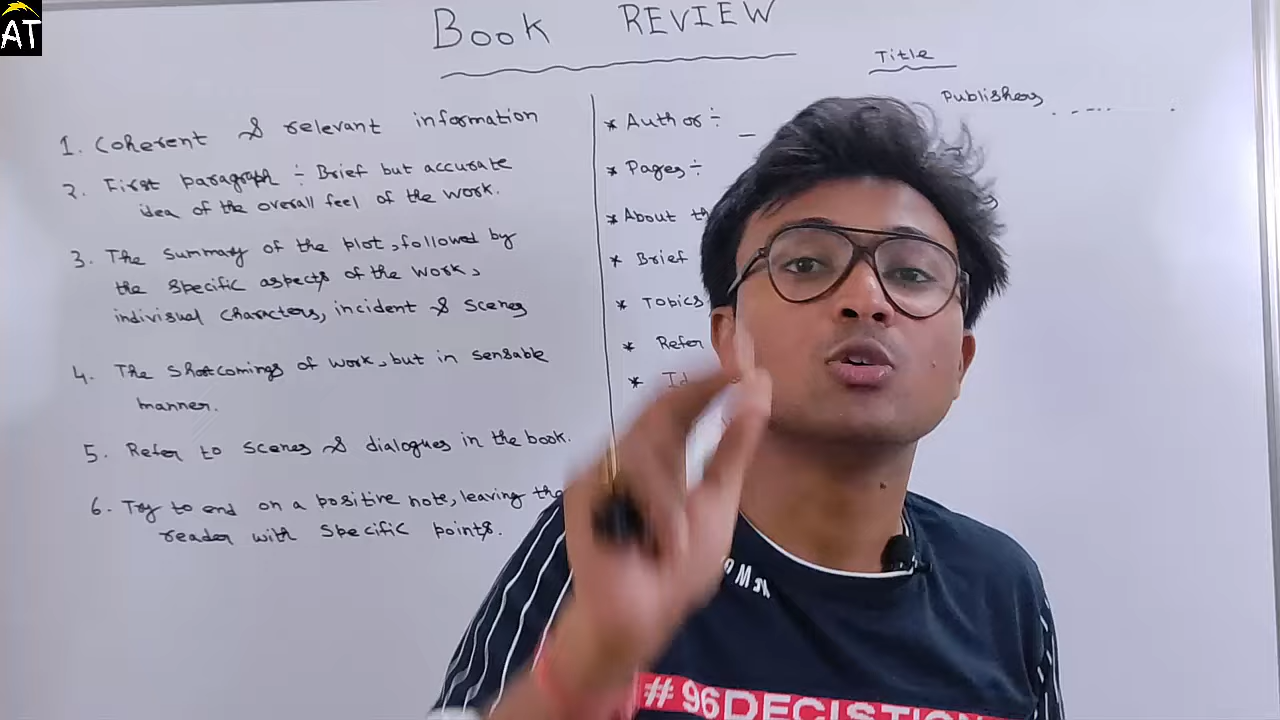 AT
Book REVIEW
Title
Publishers
1. Coherent & relevant information
2. First paragraph ÷ Brief but accurate
idea of the overall feel of the work.
3. The summary of the plot, followed by
the specific aspects of the work,
indivisual characters, incident & scenes
4. The shortcomings of work, but in sensable
manner.
5. Refer to scenes & dialogues in the book.
6. Try to end on a positive note, leaving the
reader with specific points.
* Author ÷
* Pages ÷
* About
* Brief
* Topics
* Refer
*
# 96DECISTION